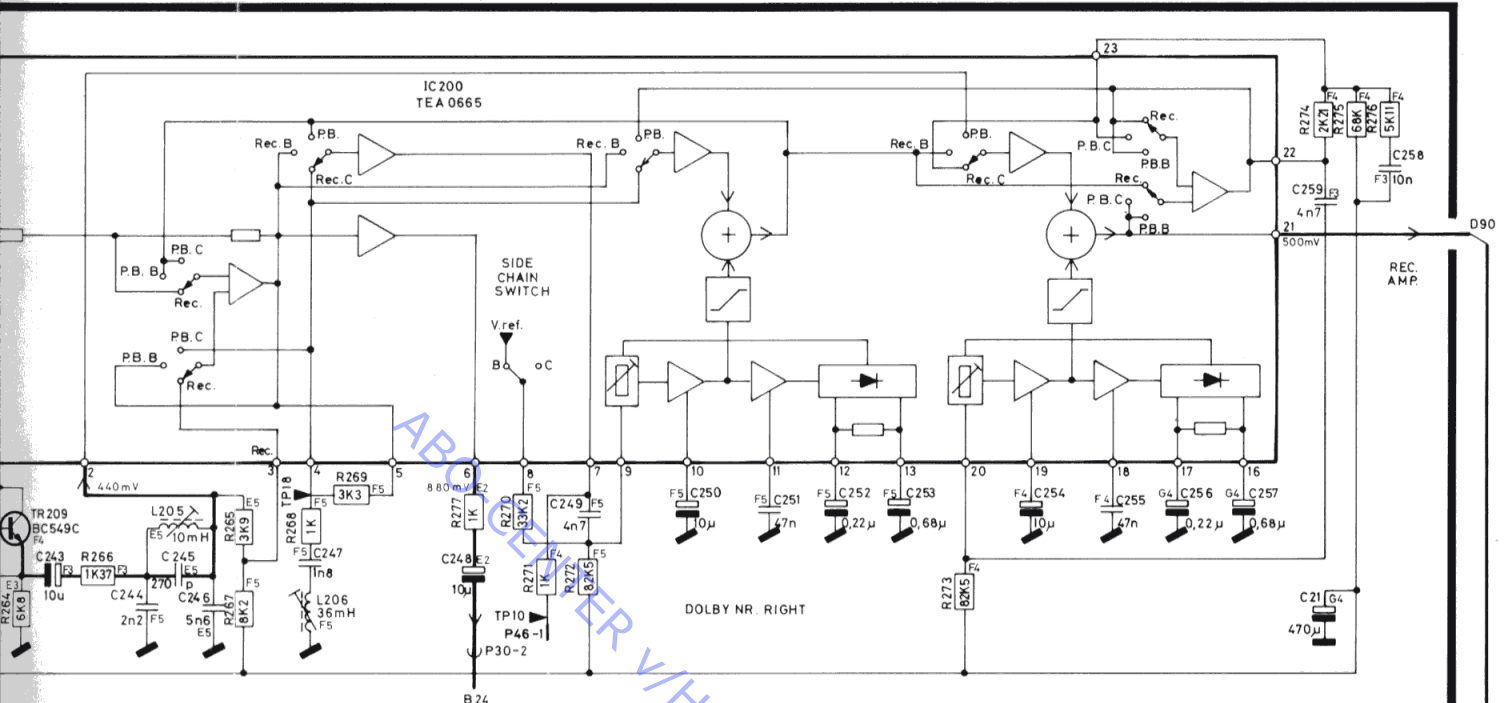 23
IC200
TEA 0665
F4
F4
F4
R274
2K21
R275
68K
R276
5K11
P.B.
Rec. B
Rec.C
PB.
Rec. B
Rec. B
P.B.
Rec. C
Rec.
P.B.C
P.B.B
Rec.
P.B.C
P.B.B
22
C258
F3
10n
C259
F3
4n7
21
500mV
D90
REC.
AMP.
P.B.C
P.B. B
Rec.
P.B.C
P.B. B
Rec.
SIDE
CHAIN
SWITCH
V.ref.
B
C
+
+
Rec.
2
3
4
5
6
8
7
9
10
11
12
13
20
19
18
17
16
440mV
880mV
TR209
BC549C
F4
L205
E5
10mH
E5
R265
3K9
TP18
F5
R268
1K
R269
3K3
F5
E2
R277
1K
F5
R270
33K2
C249
F5
4n7
F5
C250
10µ
F5
C251
47n
F5
C252
0,22µ
F5
C253
0,68µ
F4
C254
10µ
F4
C255
47n
G4
C256
0,22µ
G4
C257
0,68µ
C243
F3
10u
R266
1K37
F3
C245
E5
270
p
C244
2n2
F5
C246
5n6
E5
F5
R267
8K2
F5
C247
1n8
L206
36mH
F5
C248
E2
10µ
F4
R271
1K
F5
R272
82K5
F4
R273
82K5
E3
R264
6K8
TP10
P46-1
P30-2
B.24
DOLBY NR. RIGHT
C21
G4
470µ
ABO-CENTER v/H